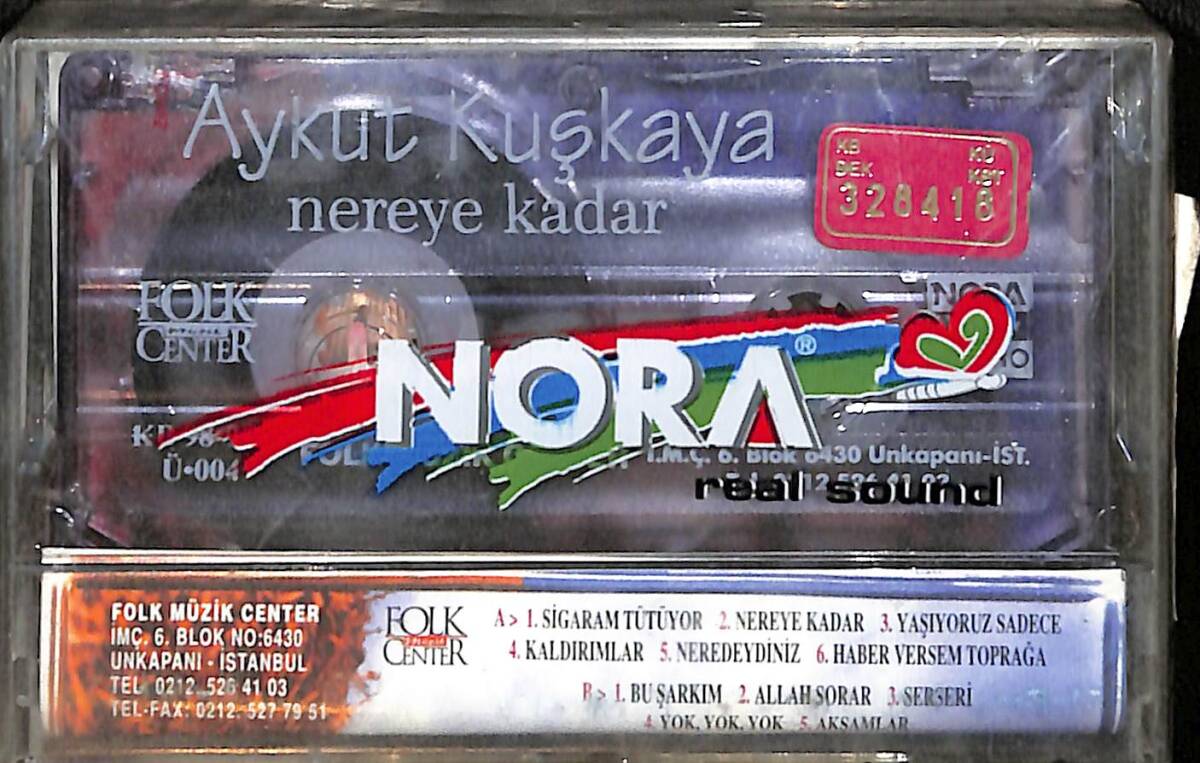 Aykut Kuşkaya
nereye kadar
KB
DEK
KÜ
328418
FOLK
CENTER
NORA
NORA®
Ü•004
İ.M.Ç. 6. Blok 6430 Unkapanı-İST.
real sound
FOLK MÜZİK CENTER
İMÇ. 6. BLOK NO:6430
UNKAPANI - İSTANBUL
TEL 0212. 526 41 03
TEL-FAX: 0212. 527 79 51
FOLK
müzik
CENTER
A > 1. SİGARAM TÜTÜYOR 2. NEREYE KADAR 3. YAŞIYORUZ SADECE
4. KALDIRIMLAR 5. NEREDEYDİNİZ 6. HABER VERSEM TOPRAĞA
B > 1. BU ŞARKIM 2. ALLAH SORAR 3. SERSERİ
4. YOK, YOK, YOK 5. AKŞAMLAR